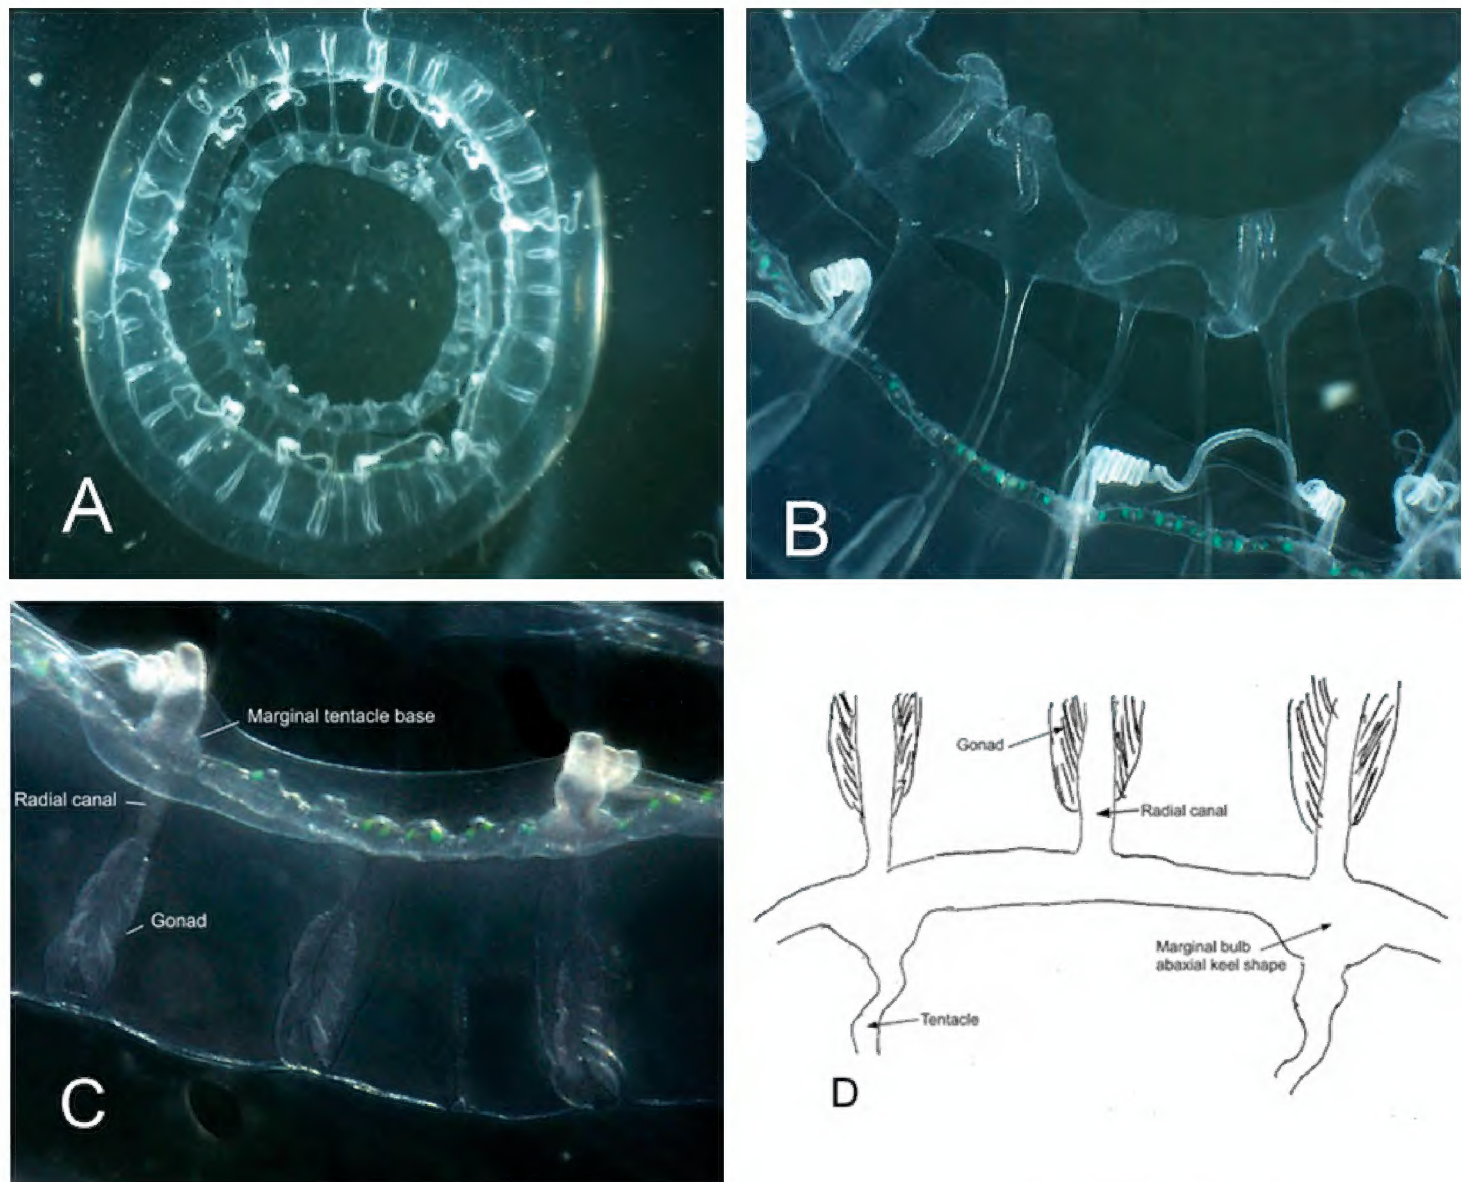 A
B
Marginal tentacle base
Radial canal
Gonad
C
Gonad
Radial canal
Marginal bulb
abaxial keel shape
Tentacle
D